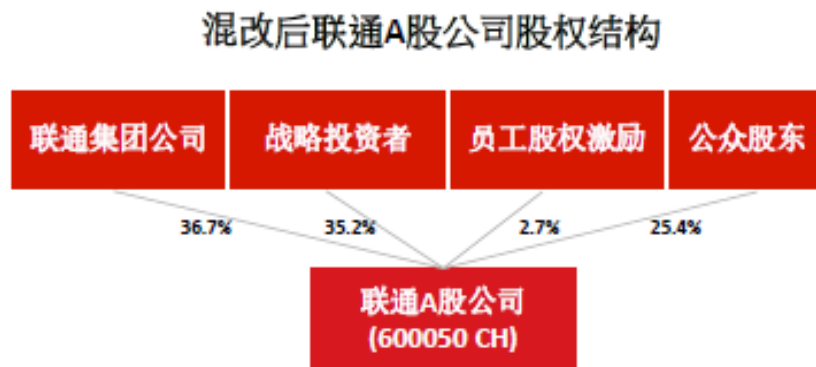 混改后联通A股公司股权结构
联通集团公司
战略投资者
员工股权激励
公众股东
36.7%
35.2%
2.7%
25.4%
联通A股公司
(600050 CH)